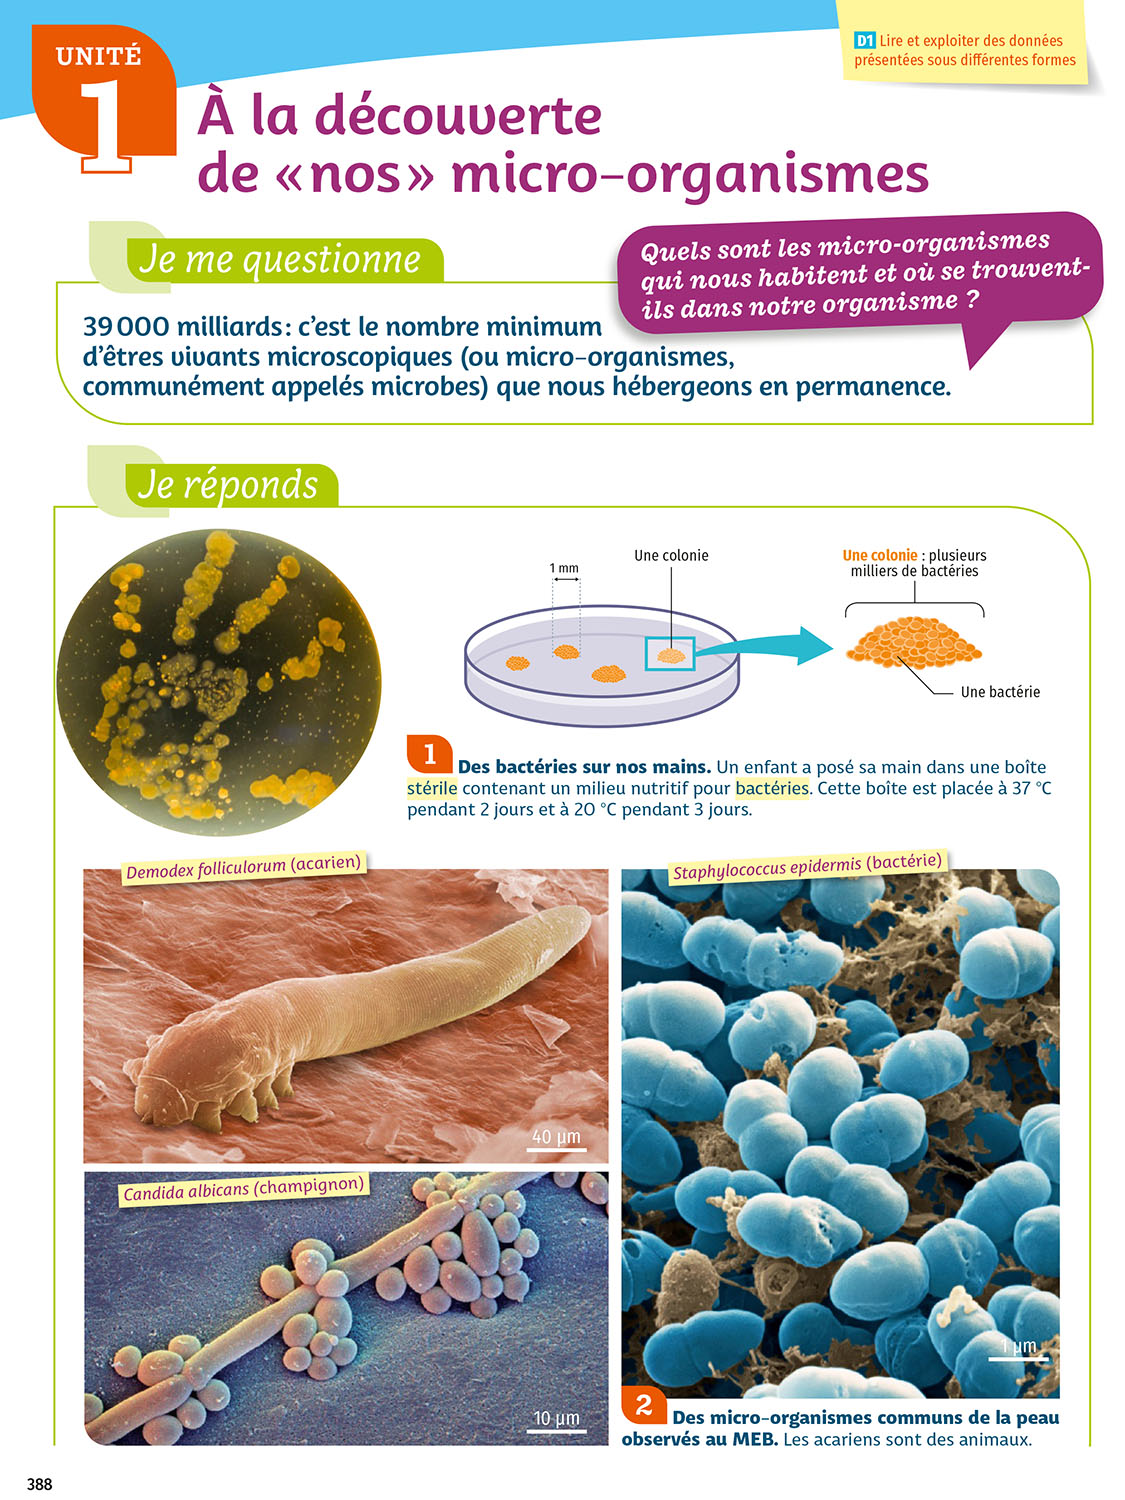 UNITÉ
1
D1 Lire et exploiter des données
présentées sous différentes formes
À la découverte
de « nos » micro-organismes
Je me questionne
Quels sont les micro-organismes
qui nous habitent et où se trouvent-
ils dans notre organisme ?
39 000 milliards : c’est le nombre minimum
d’êtres vivants microscopiques (ou micro-organismes,
communément appelés microbes) que nous hébergeons en permanence.
Je réponds
1 mm
Une colonie
Une colonie : plusieurs
milliers de bactéries
Une bactérie
1 Des bactéries sur nos mains. Un enfant a posé sa main dans une boîte
stérile contenant un milieu nutritif pour bactéries. Cette boîte est placée à 37 °C
pendant 2 jours et à 20 °C pendant 3 jours.
Demodex folliculorum (acarien)
40 µm
Staphylococcus epidermis (bactérie)
1 µm
Candida albicans (champignon)
10 µm
2 Des micro-organismes communs de la peau
observés au MEB. Les acariens sont des animaux.
388